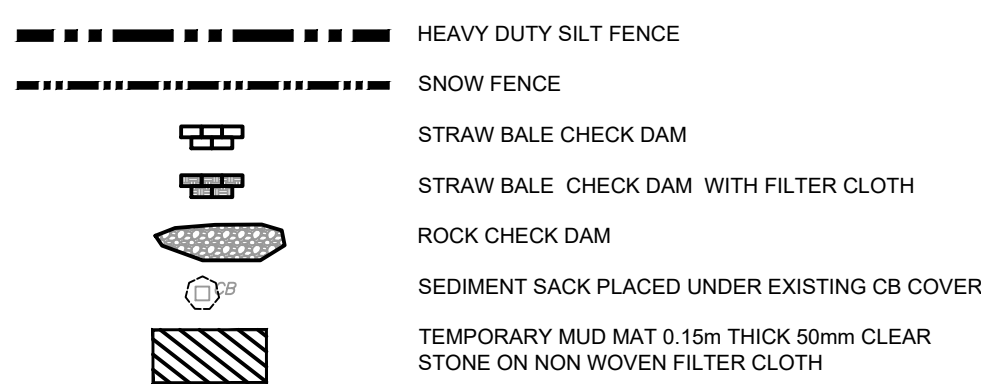 HEAVY DUTY SILT FENCE
SNOW FENCE
STRAW BALE CHECK DAM
STRAW BALE CHECK DAM WITH FILTER CLOTH
ROCK CHECK DAM
CB
SEDIMENT SACK PLACED UNDER EXISTING CB COVER
TEMPORARY MUD MAT 0.15m THICK 50mm CLEAR
STONE ON NON WOVEN FILTER CLOTH